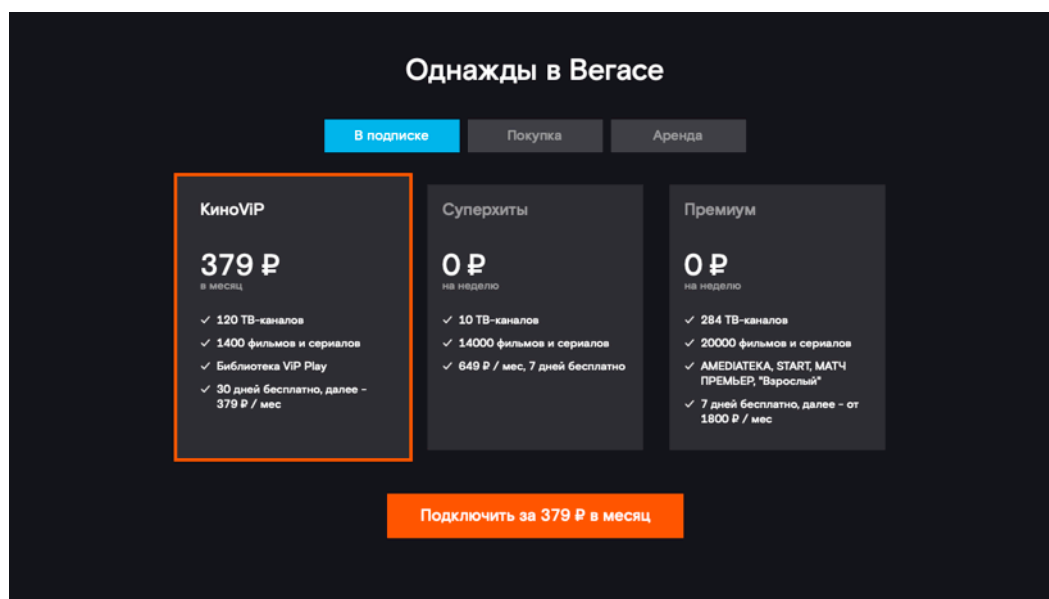 Однажды в Вегасе
В подписке
Покупка
Аренда
КиноViP
379 ₽
в месяц
✓ 120 ТВ-каналов
✓ 1400 фильмов и сериалов
✓ Библиотека ViP Play
✓ 30 дней бесплатно, далее –
379 ₽ / мес
Суперхиты
0 ₽
на неделю
✓ 10 ТВ-каналов
✓ 14000 фильмов и сериалов
✓ 649 ₽ / мес, 7 дней бесплатно
Премиум
0 ₽
на неделю
✓ 284 ТВ-каналов
✓ 20000 фильмов и сериалов
✓ AMEDIATEKA, START, МАТЧ
ПРЕМЬЕР, "Взрослый"
✓ 7 дней бесплатно, далее – от
1800 ₽ / мес
Подключить за 379 ₽ в месяц